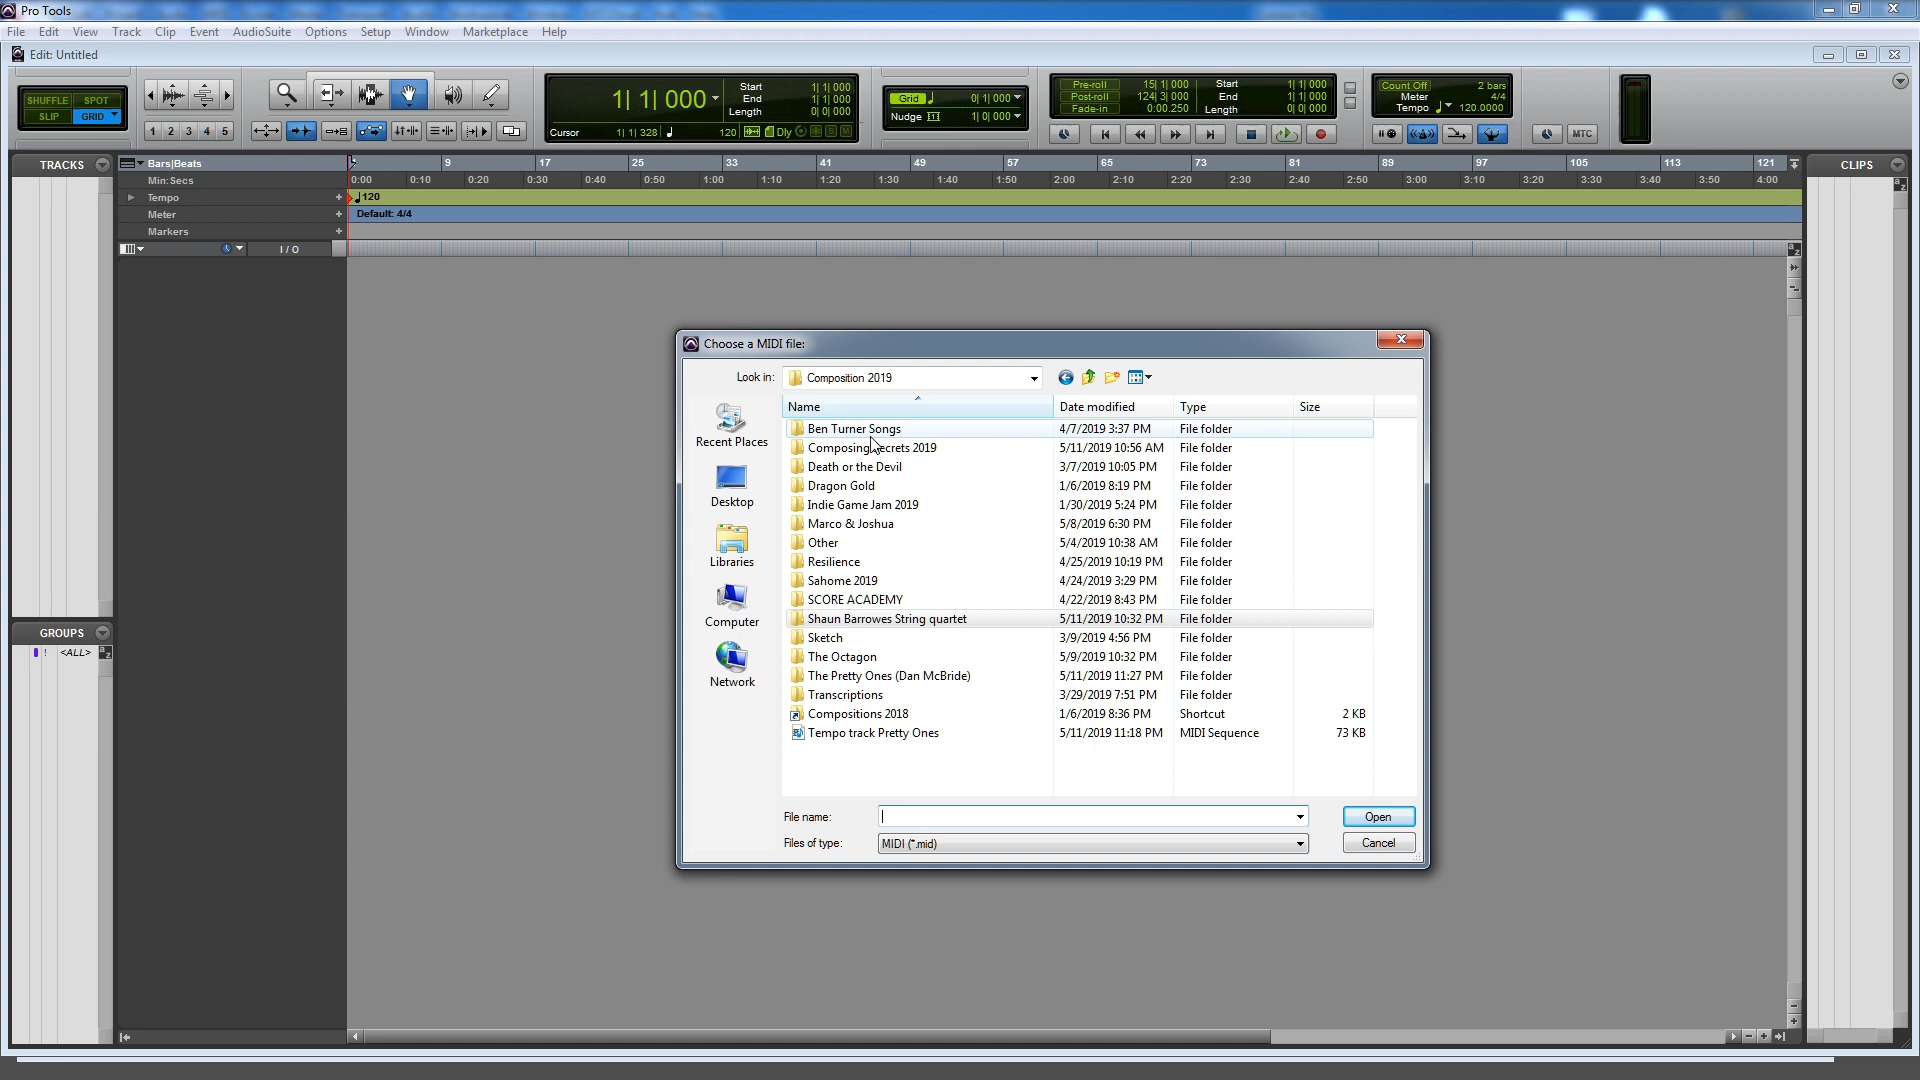 Pro Tools
File Edit View Track Clip Event AudioSuite Options Setup Window Marketplace Help
Edit: Untitled
SHUFFLE SPOT
SLIP GRID
1 2 3 4 5
1| 1| 000
Start 1| 1| 000
End 1| 1| 000
Length 0| 0| 000
Cursor 1| 1| 328 120 Dly S M
Grid 0| 1| 000
Nudge 1| 0| 000
Pre-roll 15| 1| 000 Start 1| 1| 000
Post-roll 124| 3| 000 End 1| 1| 000
Fade-in 0:00.250 Length 0| 0| 000
Count Off 2 bars
Meter 4/4
Tempo 120.0000
MTC
TRACKS
CLIPS
Bars|Beats 9 17 25 33 41 49 57 65 73 81 89 97 105 113 121
Min:Secs 0:00 0:10 0:20 0:30 0:40 0:50 1:00 1:10 1:20 1:30 1:40 1:50 2:00 2:10 2:20 2:30 2:40 2:50 3:00 3:10 3:20 3:30 3:40 3:50 4:00
Tempo + 120
Meter + Default: 4/4
Markers +
I / O
GROUPS
! <ALL>
Choose a MIDI file:
Look in: Composition 2019
Recent Places
Desktop
Libraries
Computer
Network
Name Date modified Type Size
Ben Turner Songs 4/7/2019 3:37 PM File folder
Composing Secrets 2019 5/11/2019 10:56 AM File folder
Death or the Devil 3/7/2019 10:05 PM File folder
Dragon Gold 1/6/2019 8:19 PM File folder
Indie Game Jam 2019 1/30/2019 5:24 PM File folder
Marco & Joshua 5/8/2019 6:30 PM File folder
Other 5/4/2019 10:38 AM File folder
Resilience 4/25/2019 10:19 PM File folder
Sahome 2019 4/24/2019 3:29 PM File folder
SCORE ACADEMY 4/22/2019 8:43 PM File folder
Shaun Barrowes String quartet 5/11/2019 10:32 PM File folder
Sketch 3/9/2019 4:56 PM File folder
The Octagon 5/9/2019 10:32 PM File folder
The Pretty Ones (Dan McBride) 5/11/2019 11:27 PM File folder
Transcriptions 3/29/2019 7:51 PM File folder
Compositions 2018 1/6/2019 8:36 PM Shortcut 2 KB
Tempo track Pretty Ones 5/11/2019 11:18 PM MIDI Sequence 73 KB
File name:
Open
Files of type: MIDI (*.mid)
Cancel